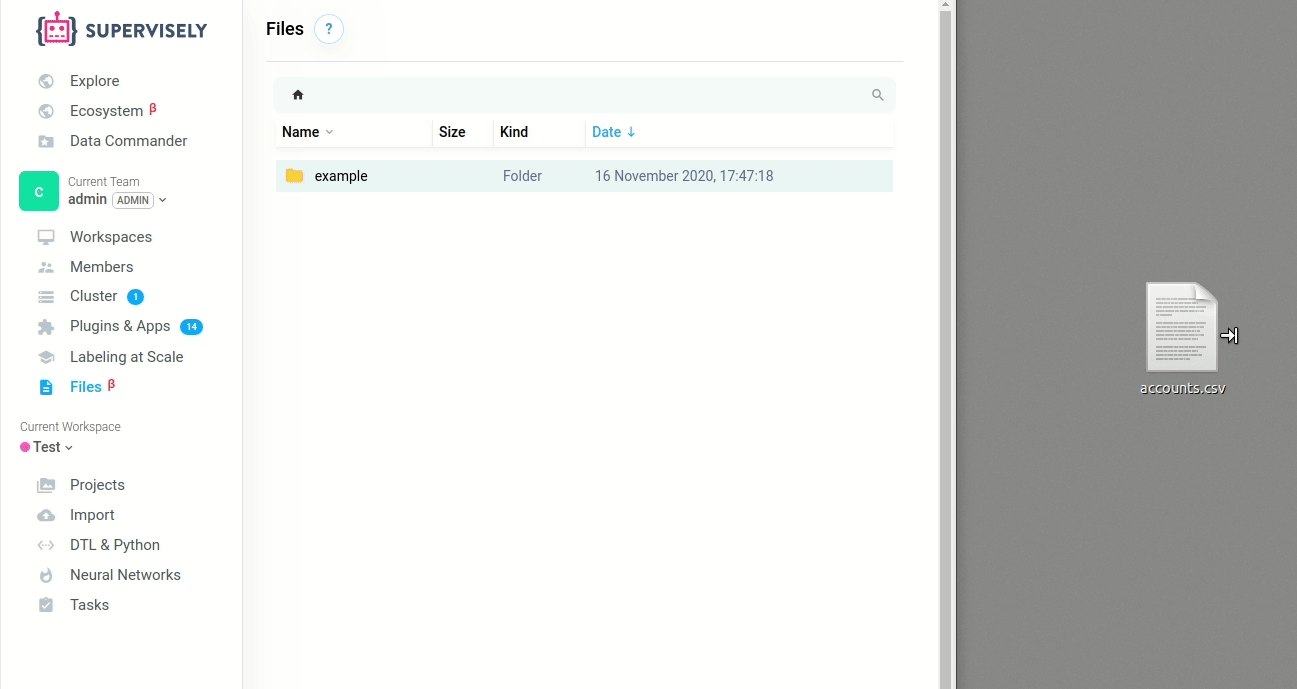 SUPERVISELY
Files ?
Explore
Ecosystem β
Data Commander
Name Size Kind Date
example Folder 16 November 2020, 17:47:18
C
Current Team
admin ADMIN
Workspaces
Members
Cluster 1
Plugins & Apps 14
Labeling at Scale
Files β
Current Workspace
Test
Projects
Import
DTL & Python
Neural Networks
Tasks
accounts.csv